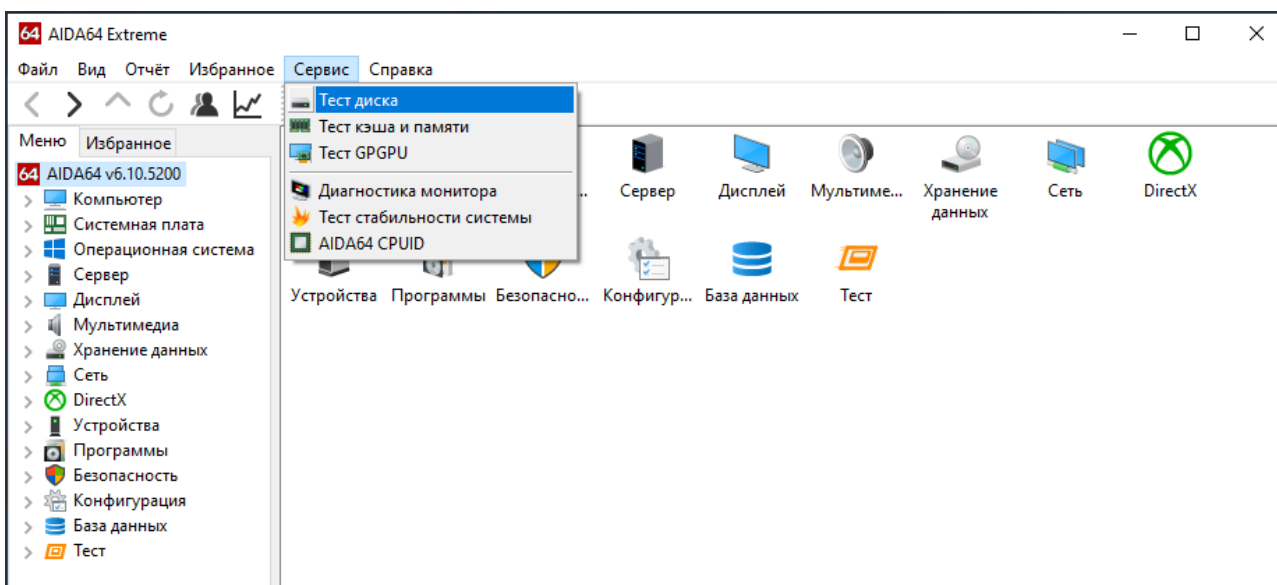 64 AIDA64 Extreme
Файл Вид Отчёт Избранное Сервис Справка
Тест диска
Тест кэша и памяти
Тест GPGPU
Диагностика монитора
Тест стабильности системы
AIDA64 CPUID
Меню Избранное
64 AIDA64 v6.10.5200
Компьютер
Системная плата
Операционная система
Сервер
Дисплей
Мультимедиа
Хранение данных
Сеть
DirectX
Устройства
Программы
Безопасность
Конфигурация
База данных
Тест
.. Сервер Дисплей Мультиме... Хранение данных Сеть DirectX
Устройства Программы Безопасно... Конфигур... База данных Тест